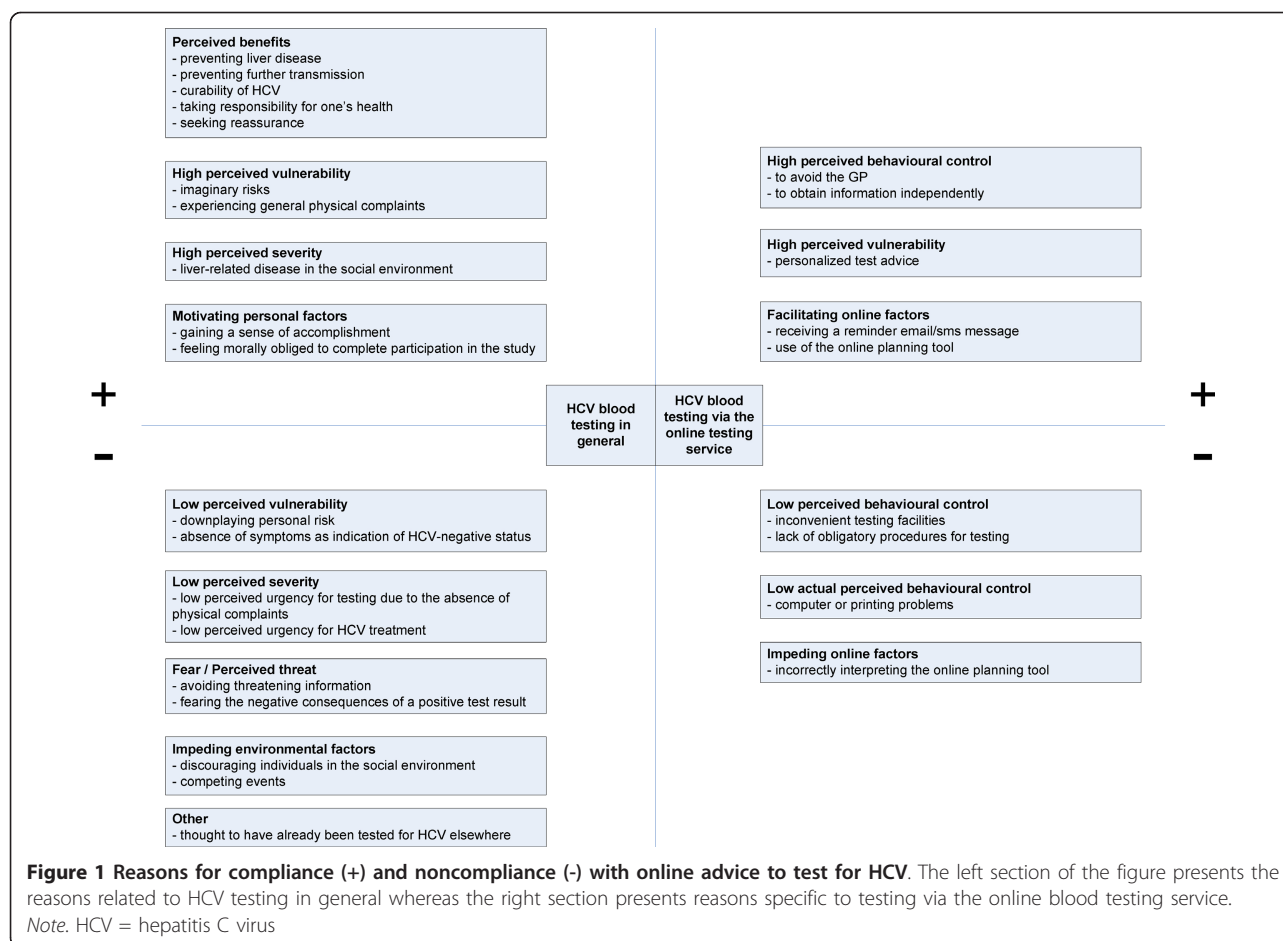 Perceived benefits
- preventing liver disease
- preventing further transmission
- curability of HCV
- taking responsibility for one's health
- seeking reassurance
High perceived vulnerability
- imaginary risks
- experiencing general physical complaints
High perceived severity
- liver-related disease in the social environment
Motivating personal factors
- gaining a sense of accomplishment
- feeling morally obliged to complete participation in the study
High perceived behavioural control
- to avoid the GP
- to obtain information independently
High perceived vulnerability
- personalized test advice
Facilitating online factors
- receiving a reminder email/sms message
- use of the online planning tool
+
-
HCV blood
testing in
general
HCV blood
testing via the
online testing
service
+
-
Low perceived vulnerability
- downplaying personal risk
- absence of symptoms as indication of HCV-negative status
Low perceived severity
- low perceived urgency for testing due to the absence of
physical complaints
- low perceived urgency for HCV treatment
Fear / Perceived threat
- avoiding threatening information
- fearing the negative consequences of a positive test result
Impeding environmental factors
- discouraging individuals in the social environment
- competing events
Other
- thought to have already been tested for HCV elsewhere
Low perceived behavioural control
- inconvenient testing facilities
- lack of obligatory procedures for testing
Low actual perceived behavioural control
- computer or printing problems
Impeding online factors
- incorrectly interpreting the online planning tool
Figure 1 Reasons for compliance (+) and noncompliance (-) with online advice to test for HCV. The left section of the figure presents the
reasons related to HCV testing in general whereas the right section presents reasons specific to testing via the online blood testing service.
Note. HCV = hepatitis C virus